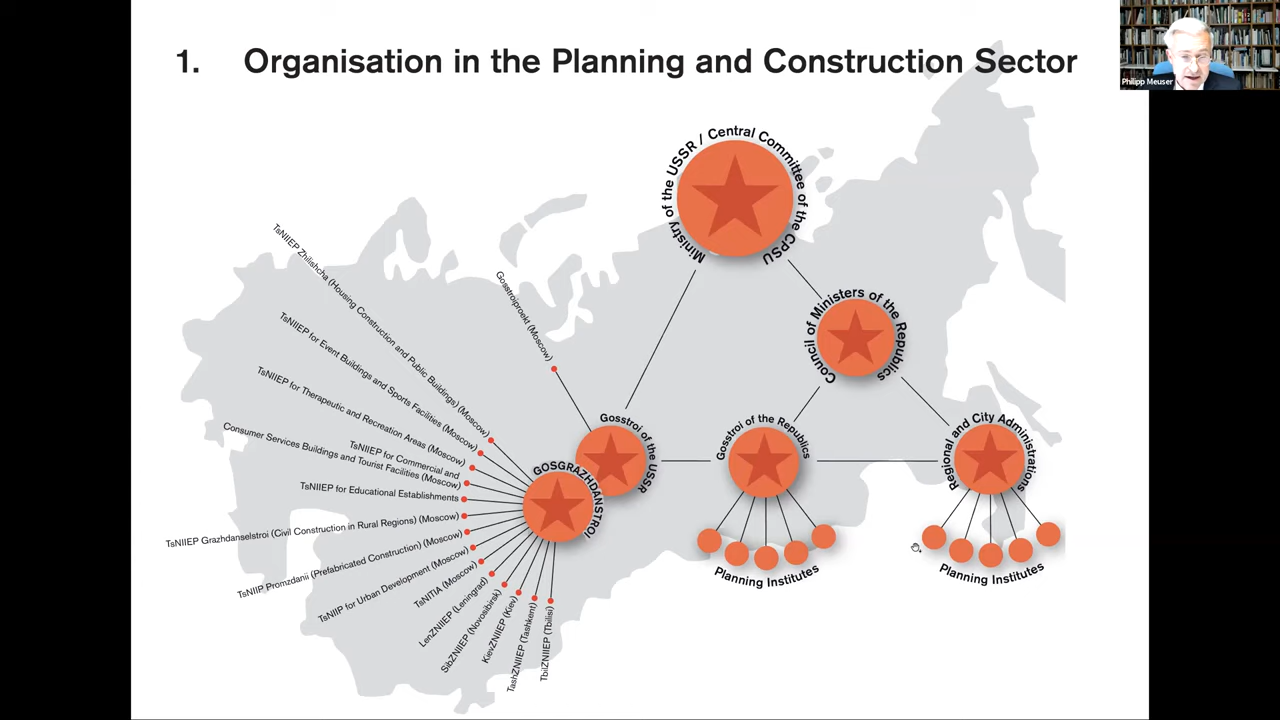 1. Organisation in the Planning and Construction Sector
Philipp Meuser
Ministry of the USSR / Central Committee of the CPSU
Council of Ministers of the Republics
Gosstroi of the USSR
Gosstroi of the Republics
Regional and City Administrations
GOSGRAZHDANSTROI
Gosstroiproekt (Moscow)
TsNIIEP Zhilishcha (Housing Construction and Public Buildings) (Moscow)
TsNIIEP for Event Buildings and Sports Facilities (Moscow)
TsNIIEP for Therapeutic and Recreation Areas (Moscow)
TsNIIEP for Commercial and
Consumer Services Buildings and Tourist Facilities (Moscow)
TsNIIEP for Educational Establishments
TsNIIEP Grazhdanselstroi (Civil Construction in Rural Regions) (Moscow)
TsNIIP Promzdanii (Prefabricated Construction) (Moscow)
TsNIIP for Urban Development (Moscow)
TsNITIA (Moscow)
LenZNIIEP (Leningrad)
SibZNIIEP (Novosibirsk)
KievZNIIEP (Kiev)
TashZNIIEP (Tashkent)
TbilZNIIEP (Tbilisi)
Planning Institutes
Planning Institutes